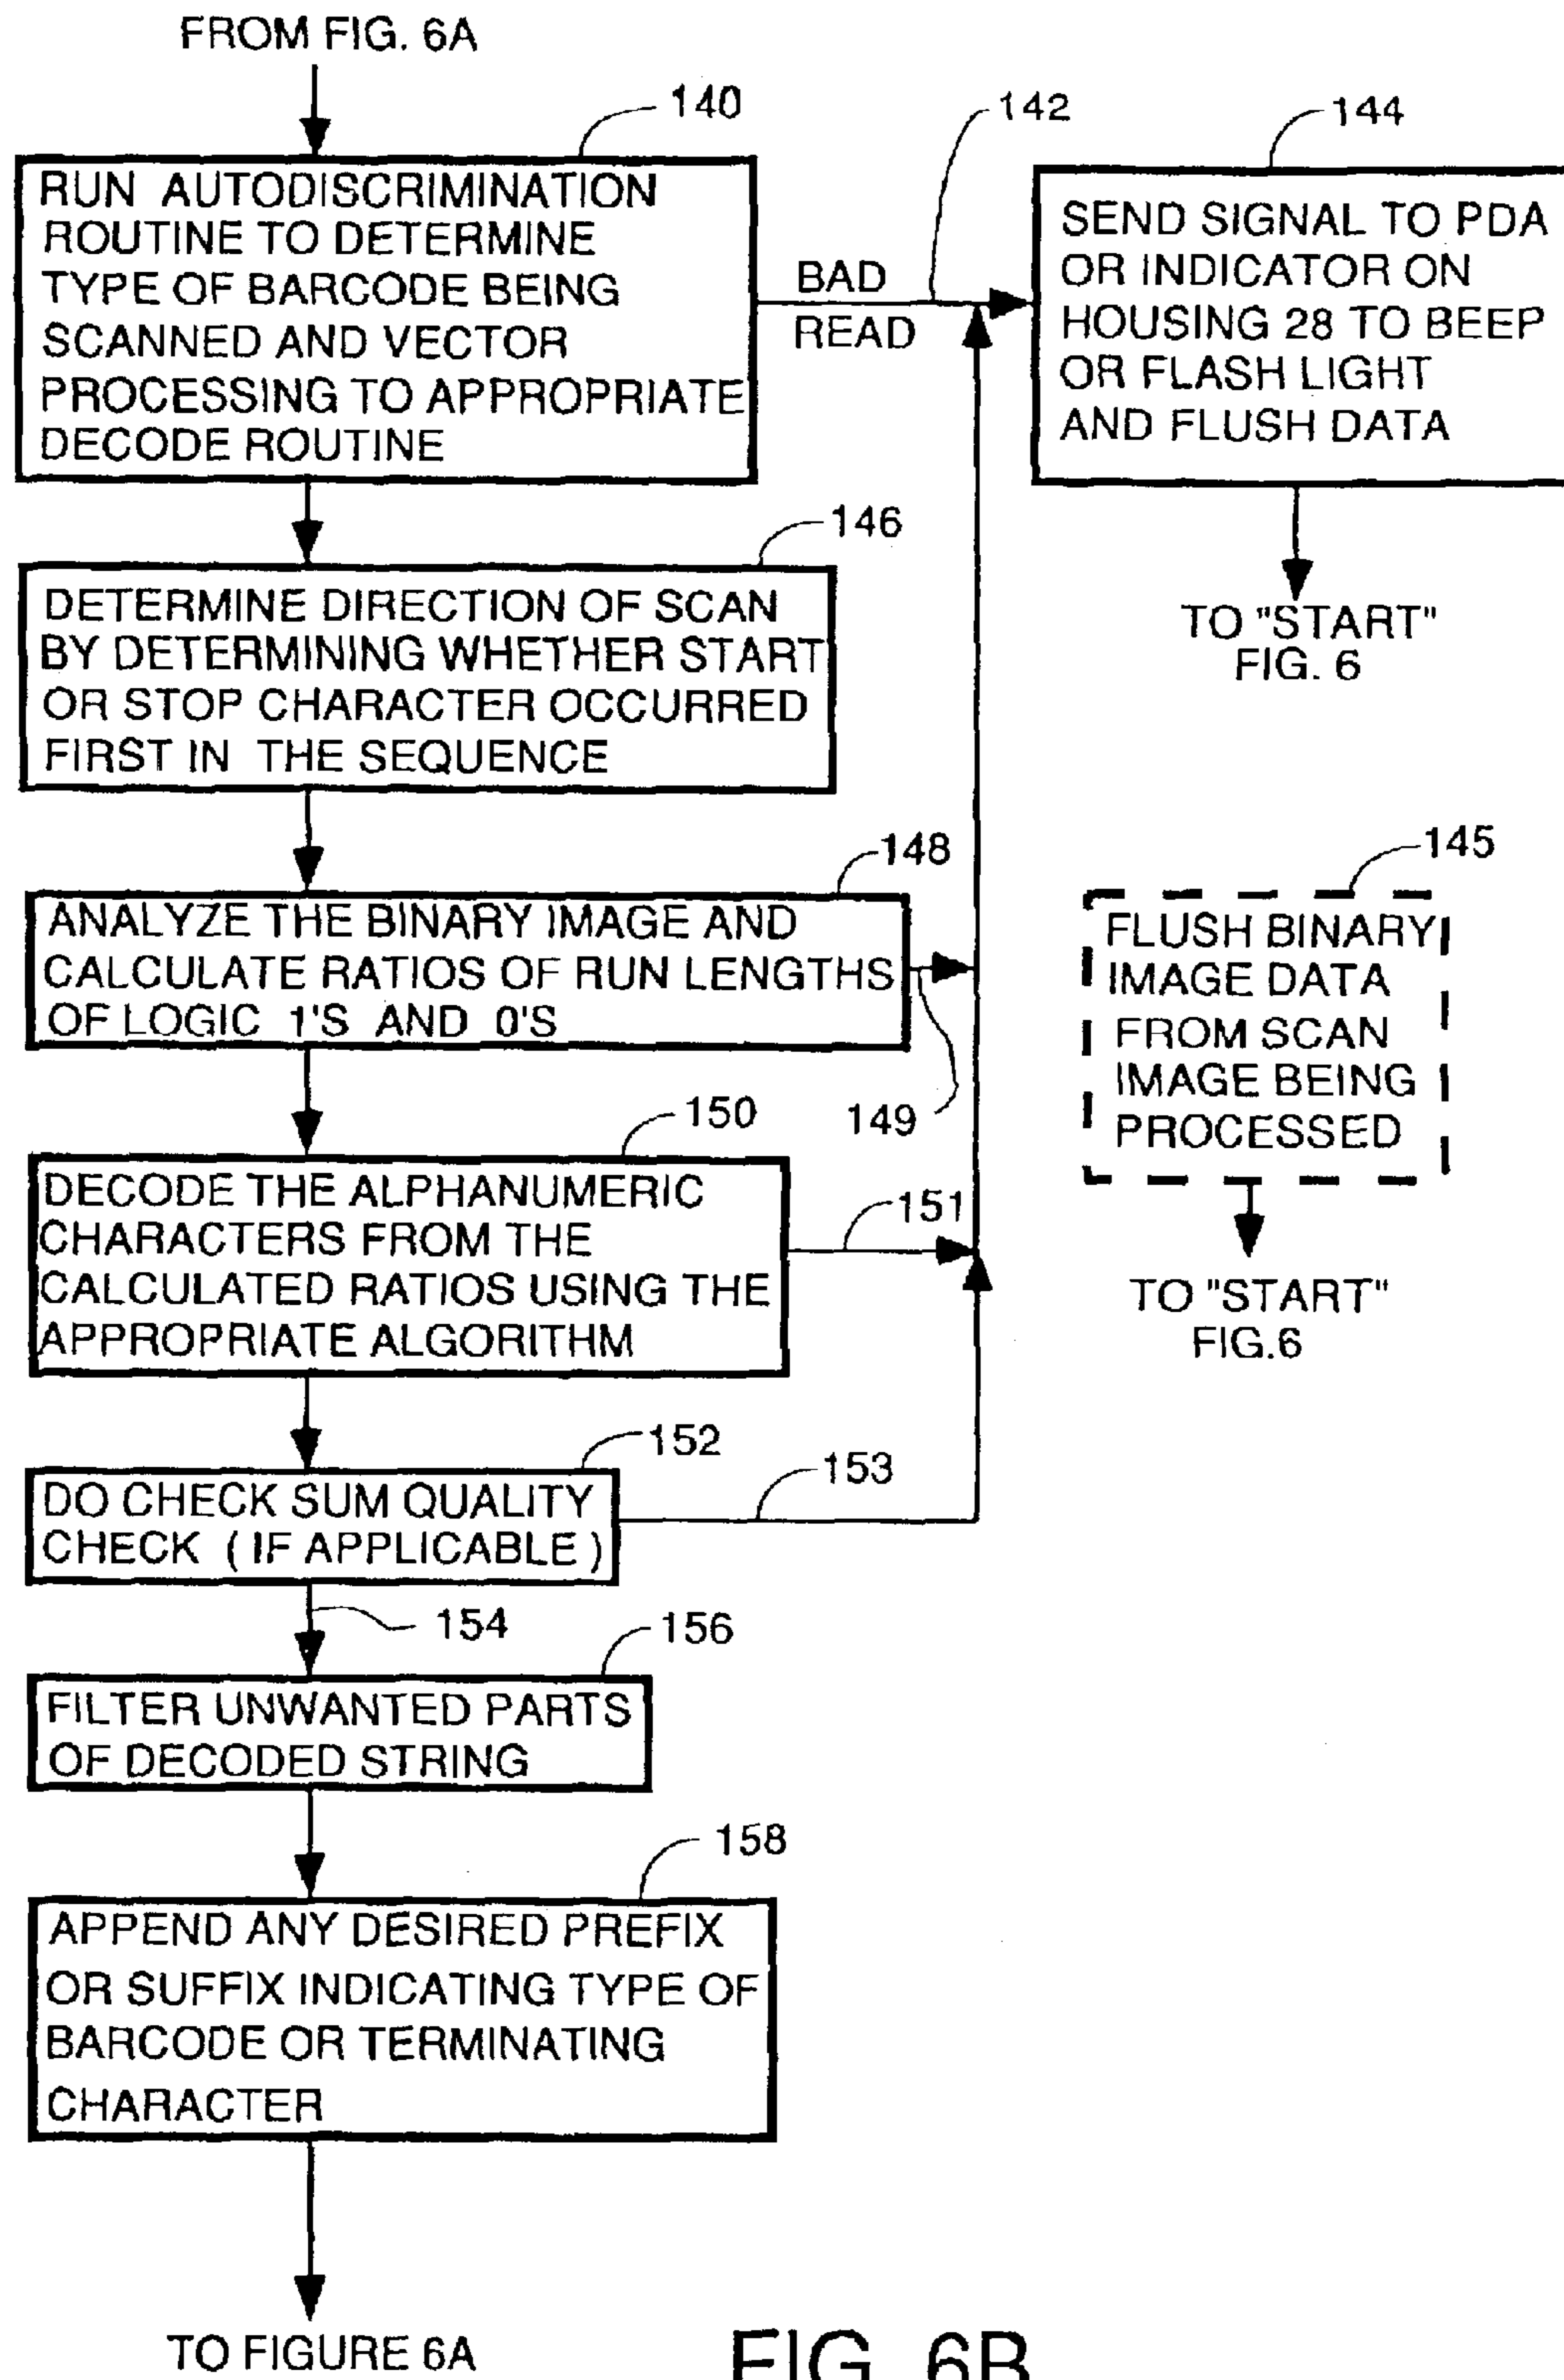 FROM FIG. 6A
140
RUN AUTODISCRIMINATION
ROUTINE TO DETERMINE
TYPE OF BARCODE BEING
SCANNED AND VECTOR
PROCESSING TO APPROPRIATE
DECODE ROUTINE
BAD
READ
142
144
SEND SIGNAL TO PDA
OR INDICATOR ON
HOUSING 28 TO BEEP
OR FLASH LIGHT
AND FLUSH DATA
TO "START"
FIG. 6
146
DETERMINE DIRECTION OF SCAN
BY DETERMINING WHETHER START
OR STOP CHARACTER OCCURRED
FIRST IN THE SEQUENCE
148
ANALYZE THE BINARY IMAGE AND
CALCULATE RATIOS OF RUN LENGTHS
OF LOGIC 1'S AND 0'S
149
145
FLUSH BINARY
IMAGE DATA
FROM SCAN
IMAGE BEING
PROCESSED
TO "START"
FIG.6
150
DECODE THE ALPHANUMERIC
CHARACTERS FROM THE
CALCULATED RATIOS USING THE
APPROPRIATE ALGORITHM
151
152
DO CHECK SUM QUALITY
CHECK ( IF APPLICABLE )
153
154
156
FILTER UNWANTED PARTS
OF DECODED STRING
158
APPEND ANY DESIRED PREFIX
OR SUFFIX INDICATING TYPE OF
BARCODE OR TERMINATING
CHARACTER
TO FIGURE 6A
FIG. 6B